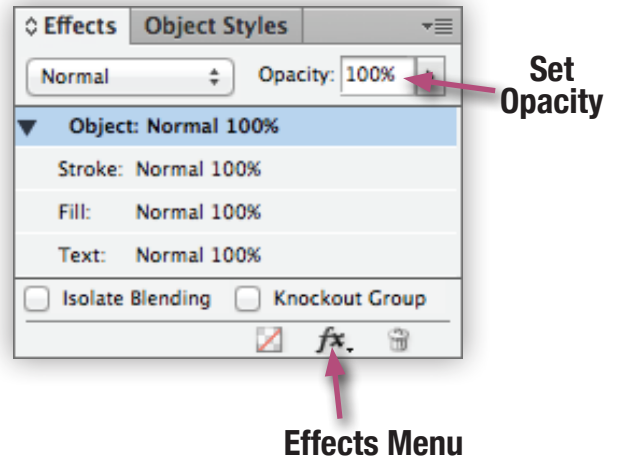 Effects Object Styles
Normal Opacity: 100%
Set
Opacity
Object: Normal 100%
Stroke: Normal 100%
Fill: Normal 100%
Text: Normal 100%
Isolate Blending Knockout Group
fx.
Effects Menu